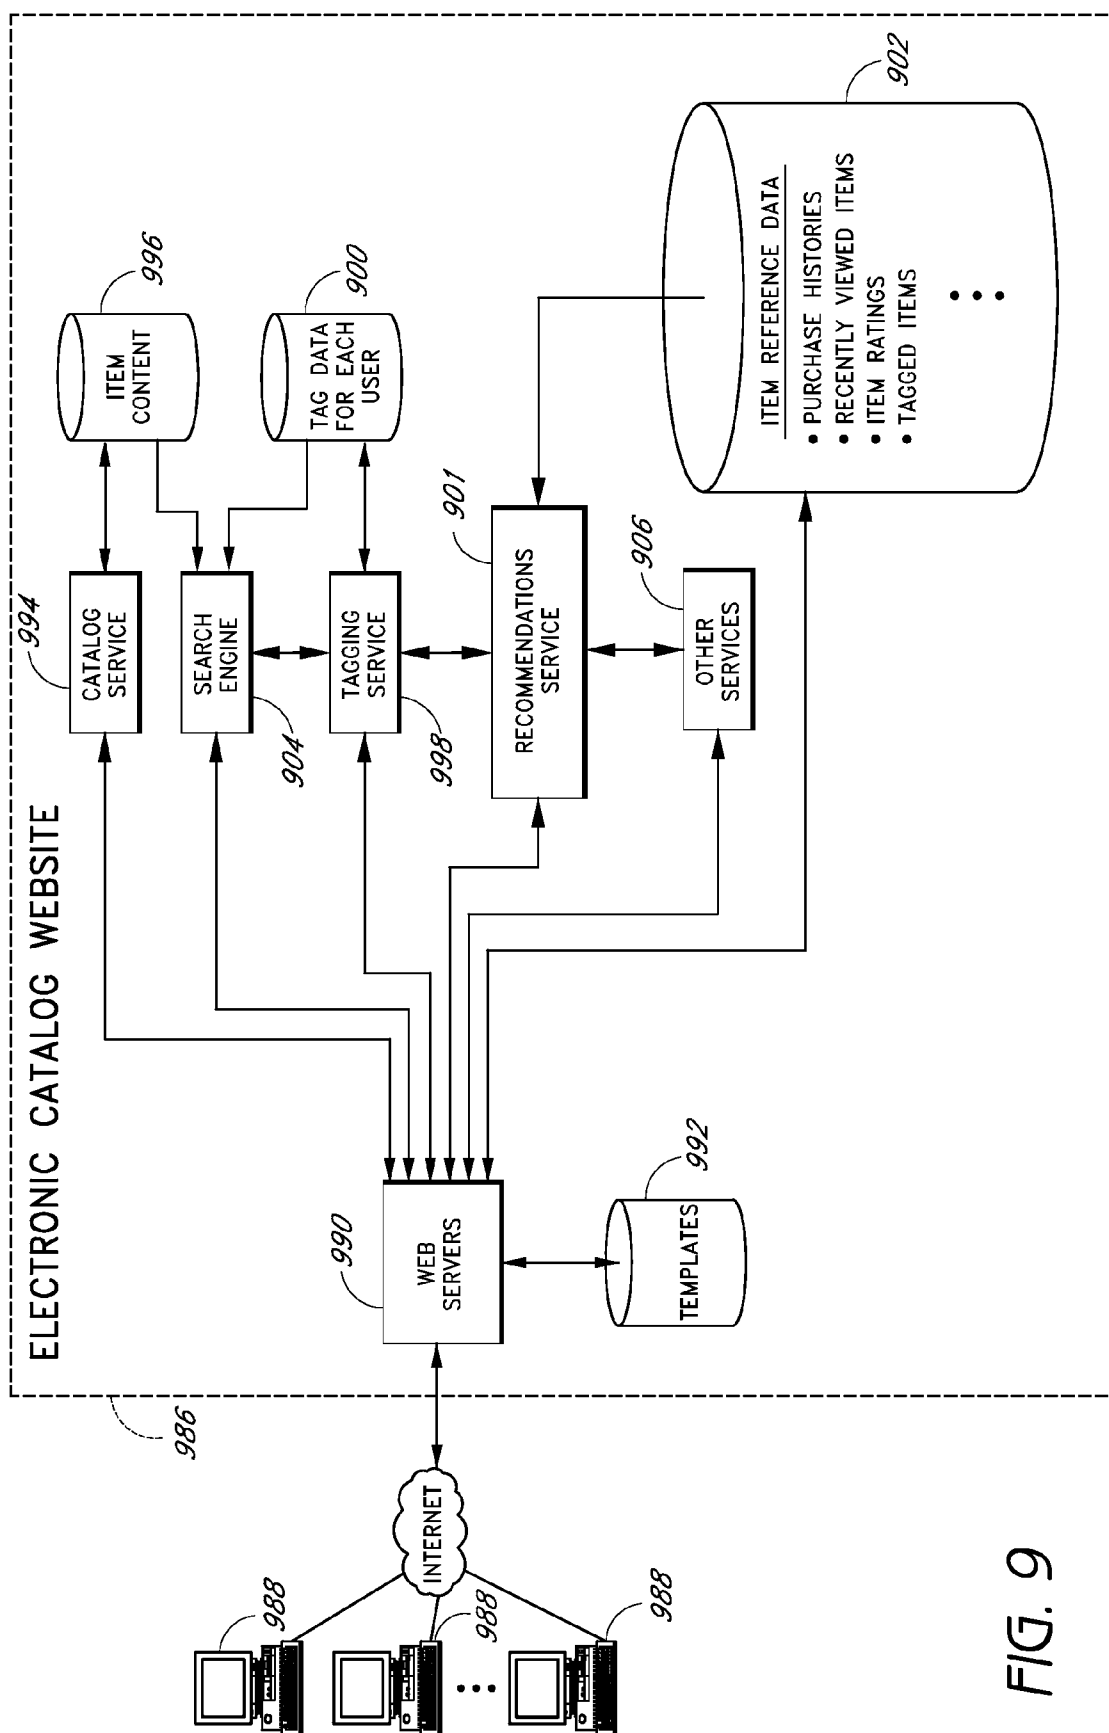 ELECTRONIC CATALOG WEBSITE
986
988
988
988
INTERNET
990
WEB
SERVERS
992
TEMPLATES
994
CATALOG
SERVICE
904
SEARCH
ENGINE
998
TAGGING
SERVICE
901
RECOMMENDATIONS
SERVICE
906
OTHER
SERVICES
996
ITEM
CONTENT
900
TAG DATA
FOR EACH
USER
902
ITEM REFERENCE DATA
• PURCHASE HISTORIES
• RECENTLY VIEWED ITEMS
• ITEM RATINGS
• TAGGED ITEMS
FIG. 9